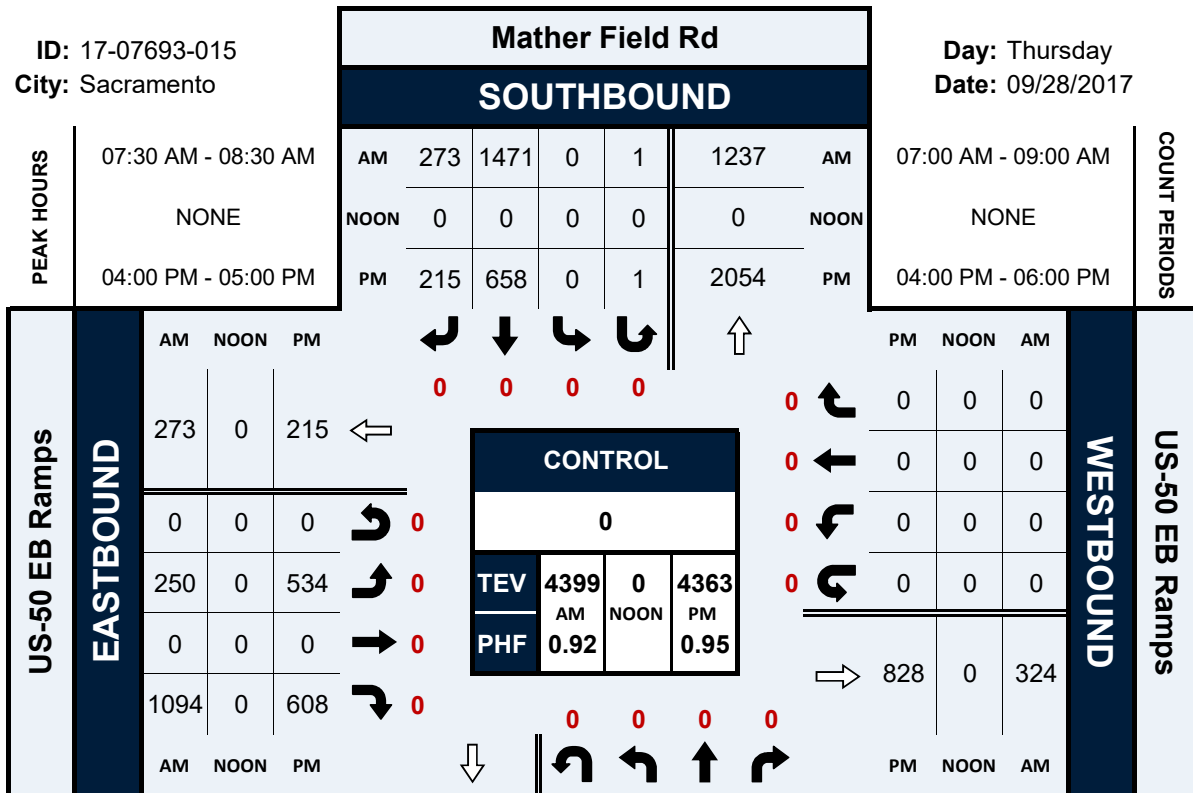 ID: 17-07693-015
City: Sacramento
Mather Field Rd
SOUTHBOUND
Day: Thursday
Date: 09/28/2017
PEAK HOURS
07:30 AM - 08:30 AM
NONE
04:00 PM - 05:00 PM
AM 273 1471 0 1 1237 AM
NOON 0 0 0 0 0 NOON
PM 215 658 0 1 2054 PM
07:00 AM - 09:00 AM
NONE
04:00 PM - 06:00 PM
COUNT PERIODS
0 0 0 0
US-50 EB Ramps
EASTBOUND
AM NOON PM
273 0 215
0 0 0 0
250 0 534 0
0 0 0 0
1094 0 608 0
AM NOON PM
CONTROL
0
TEV 4399 0 4363
AM NOON PM
PHF 0.92 0.95
PM NOON AM
0 0 0 0
0 0 0 0
0 0 0 0
0 0 0 0
828 0 324
PM NOON AM
WESTBOUND
US-50 EB Ramps
0 0 0 0